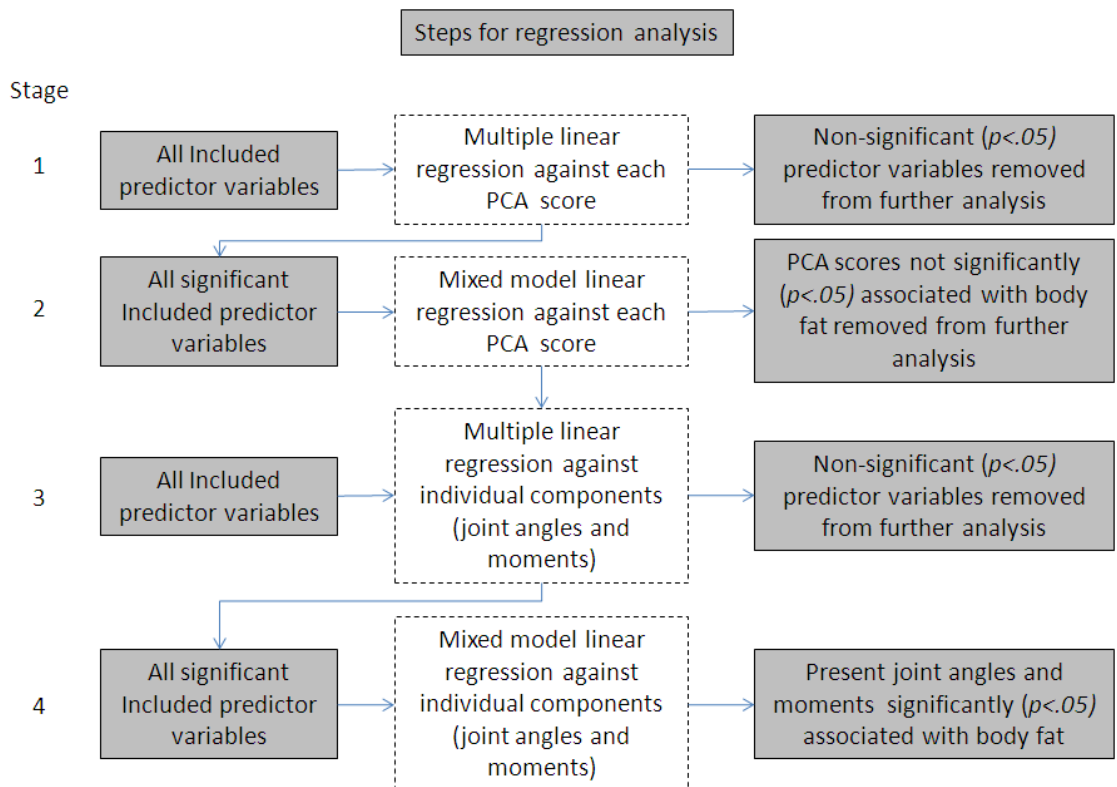 Steps for regression analysis
Stage
1
All Included
predictor variables
Multiple linear
regression against each
PCA score
Non-significant (p<.05)
predictor variables removed
from further analysis
2
All significant
Included predictor
variables
Mixed model linear
regression against each
PCA score
PCA scores not significantly
(p<.05) associated with body
fat removed from further
analysis
3
All Included
predictor variables
Multiple linear
regression against
individual components
(joint angles and
moments)
Non-significant (p<.05)
predictor variables removed
from further analysis
4
All significant
Included predictor
variables
Mixed model linear
regression against
individual components
(joint angles and
moments)
Present joint angles and
moments significantly (p<.05)
associated with body fat